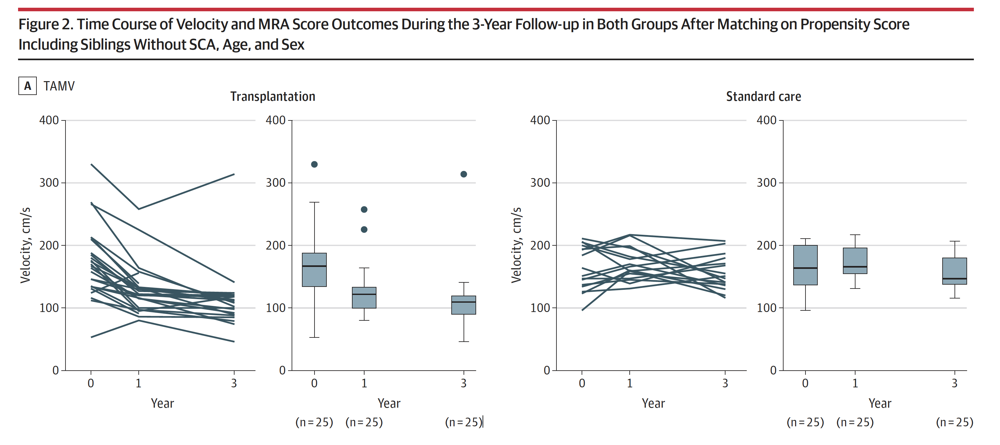 Figure 2. Time Course of Velocity and MRA Score Outcomes During the 3-Year Follow-up in Both Groups After Matching on Propensity Score
Including Siblings Without SCA, Age, and Sex
A TAMV
Transplantation
Standard care
400
300
200
100
0
Velocity, cm/s
0 1 3
Year
400
300
200
100
0
0 1 3
Year
(n = 25) (n = 25) (n = 25)
400
300
200
100
0
Velocity, cm/s
0 1 3
Year
400
300
200
100
0
0 1 3
Year
(n = 25) (n = 25) (n = 25)